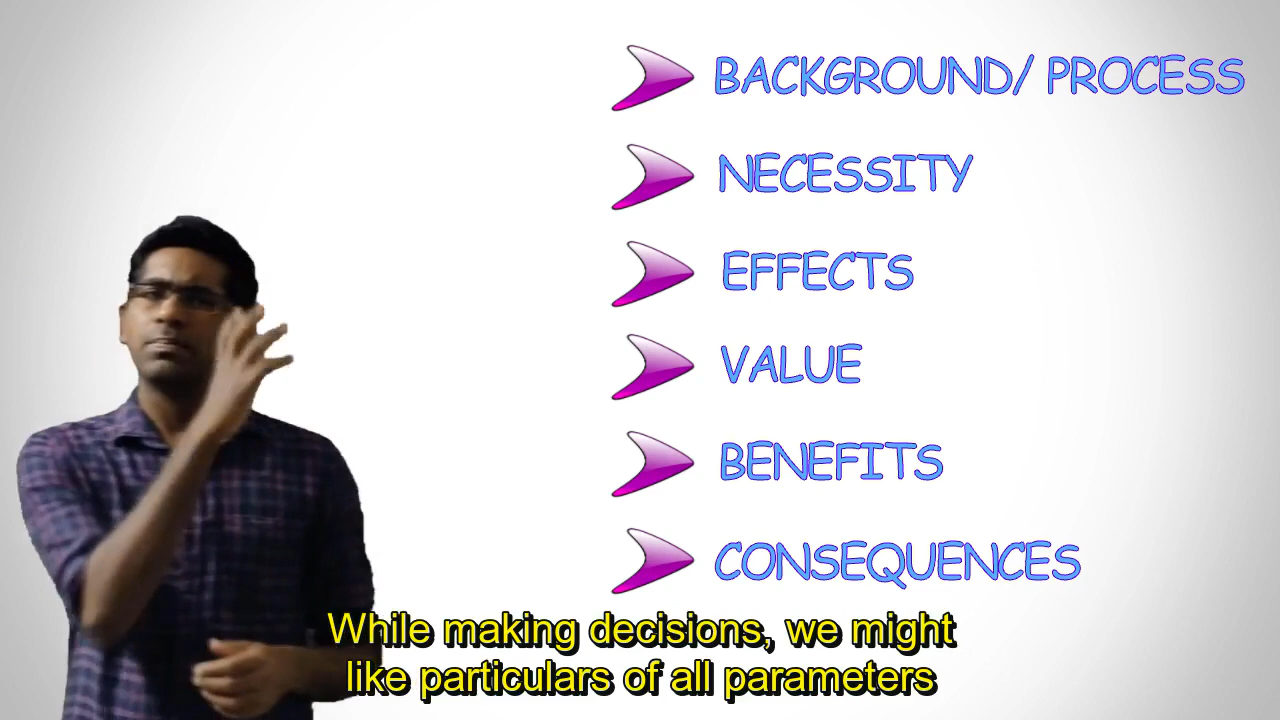 BACKGROUND/ PROCESS
NECESSITY
EFFECTS
VALUE
BENEFITS
CONSEQUENCES
While making decisions, we might
like particulars of all parameters